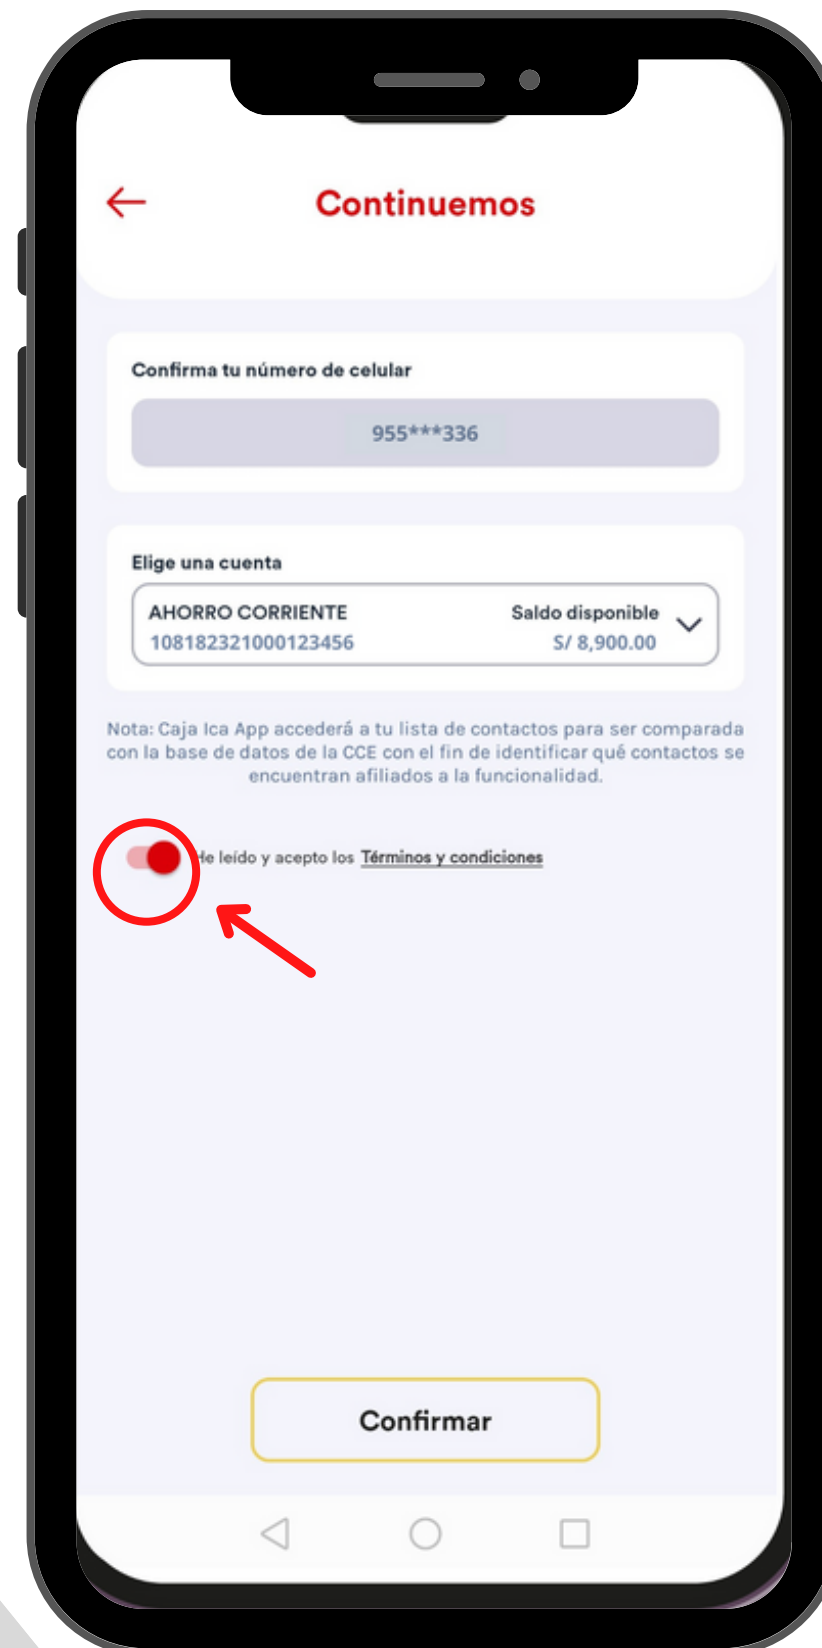 Continuemos
Confirma tu número de celular
955***336
Elige una cuenta
AHORRO CORRIENTE Saldo disponible
108182321000123456 S/ 8,900.00
Nota: Caja Ica App accederá a tu lista de contactos para ser comparada
con la base de datos de la CCE con el fin de identificar qué contactos se
encuentran afiliados a la funcionalidad.
He leído y acepto los Términos y condiciones
Confirmar